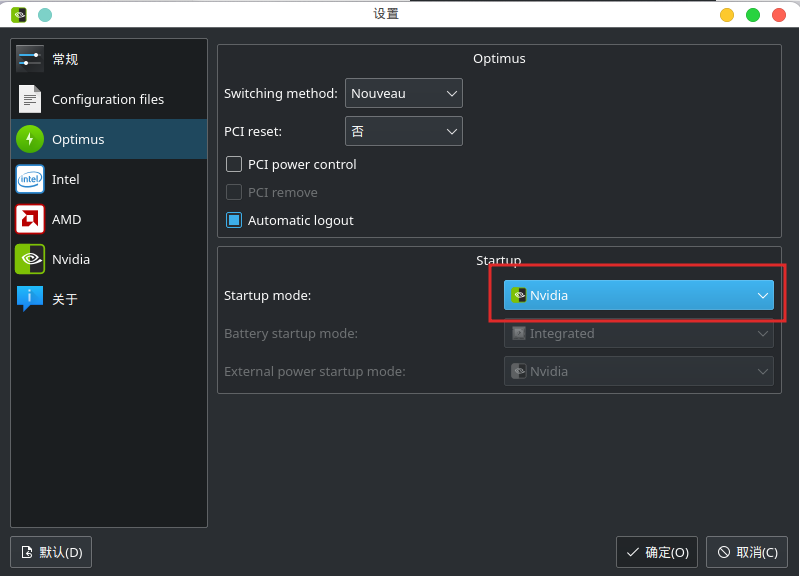 设置
常规
Configuration files
Optimus
intel Intel
AMD
Nvidia
关于
Optimus
Switching method: Nouveau
PCI reset: 否
PCI power control
PCI remove
Automatic logout
Startup
Startup mode: Nvidia
Battery startup mode: Integrated
External power startup mode: Nvidia
默认(D)
确定(O) 取消(C)